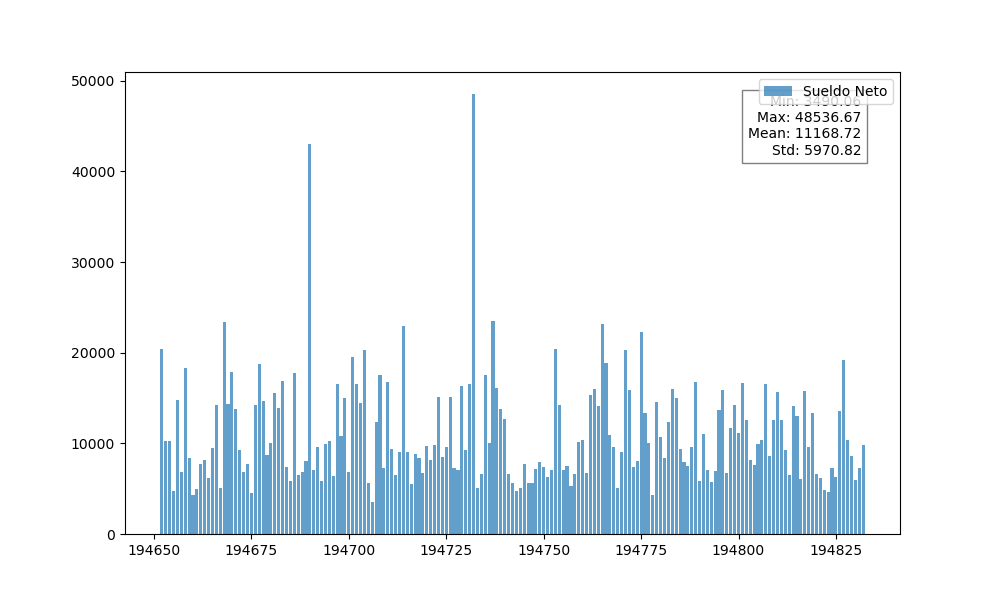 50000
40000
30000
20000
10000
0
194650 194675 194700 194725 194750 194775 194800 194825
Sueldo Neto
Min: 3490.06
Max: 48536.67
Mean: 11168.72
Std: 5970.82